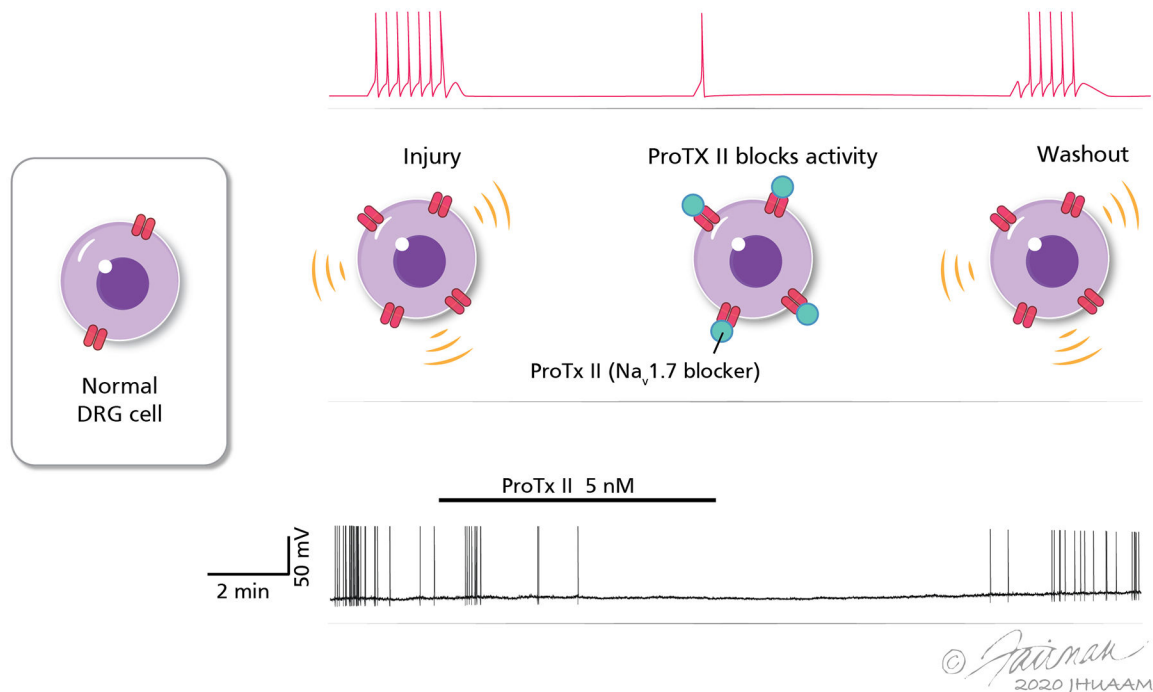 Injury
ProTX II blocks activity
Washout
Normal
DRG cell
ProTx II (Nav1.7 blocker)
ProTx II 5 nM
50 mV
2 min
©
2020 JHUAAM